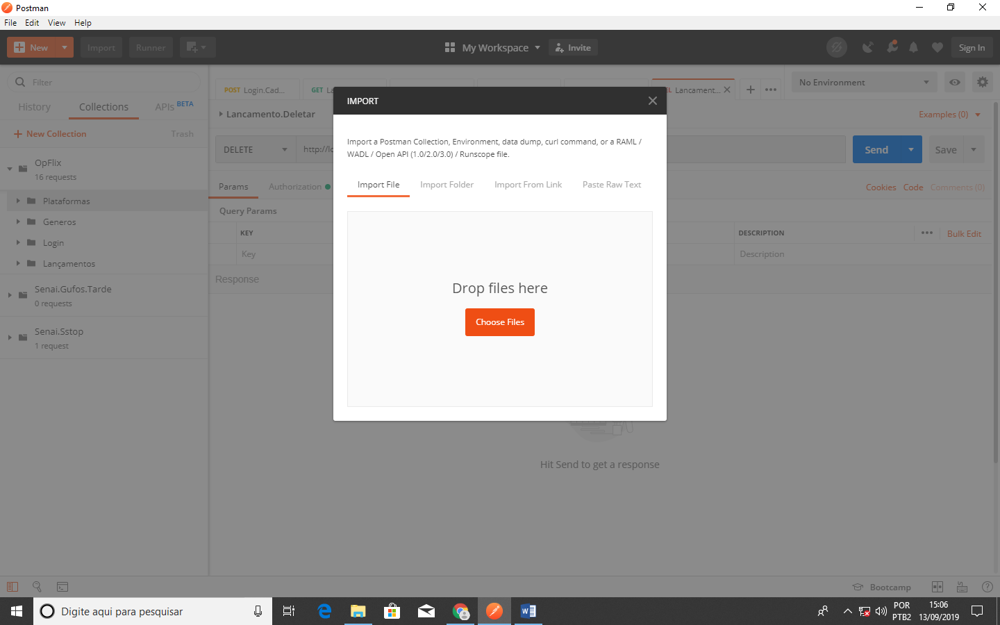 Postman
File Edit View Help
New Import Runner My Workspace Invite Sign In
Filter
History Collections APIs BETA
New Collection Trash
OpFlix
16 requests
Plataformas
Generos
Login
Lançamentos
Senai.Gufos.Tarde
0 requests
Senai.Sstop
1 request
POST Login.Cad... GET Lancament...
No Environment
Lancamento.Deletar
Examples (0)
DELETE
Send Save
Params Authorization
Cookies Code Comments (0)
Query Params
KEY DESCRIPTION Bulk Edit
Key Description
Response
IMPORT
Import a Postman Collection, Environment, data dump, curl command, or a RAML /
WADL / Open API (1.0/2.0/3.0) / Runscope file.
Import File Import Folder Import From Link Paste Raw Text
Drop files here
Choose Files
Hit Send to get a response
Bootcamp
Digite aqui para pesquisar
POR
PTB2
15:06
13/09/2019